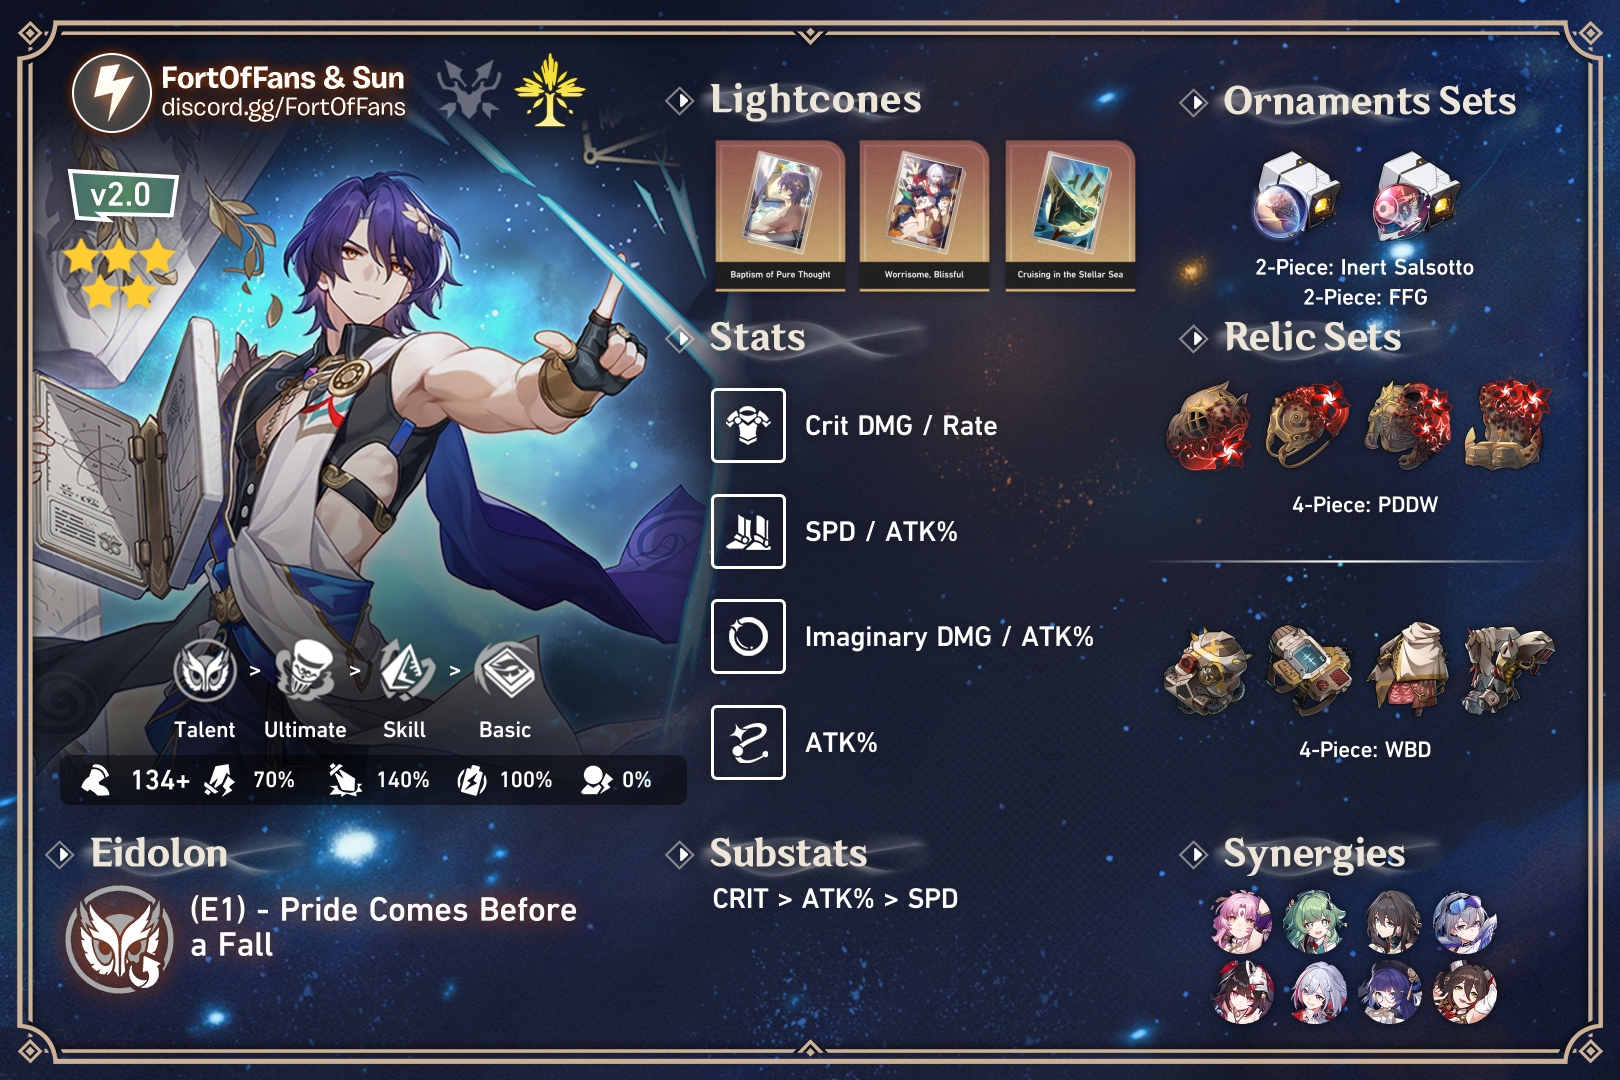 FortOfFans & Sun
discord.gg/FortOfFans
v2.0
Talent > Ultimate > Skill > Basic
134+ 70% 140% 100% 0%
Eidolon
(E1) - Pride Comes Before
a Fall
Lightcones
Baptism of Pure Thought
Worrisome, Blissful
Cruising in the Stellar Sea
Stats
Crit DMG / Rate
SPD / ATK%
Imaginary DMG / ATK%
ATK%
Substats
CRIT > ATK% > SPD
Ornaments Sets
2-Piece: Inert Salsotto
2-Piece: FFG
Relic Sets
4-Piece: PDDW
4-Piece: WBD
Synergies